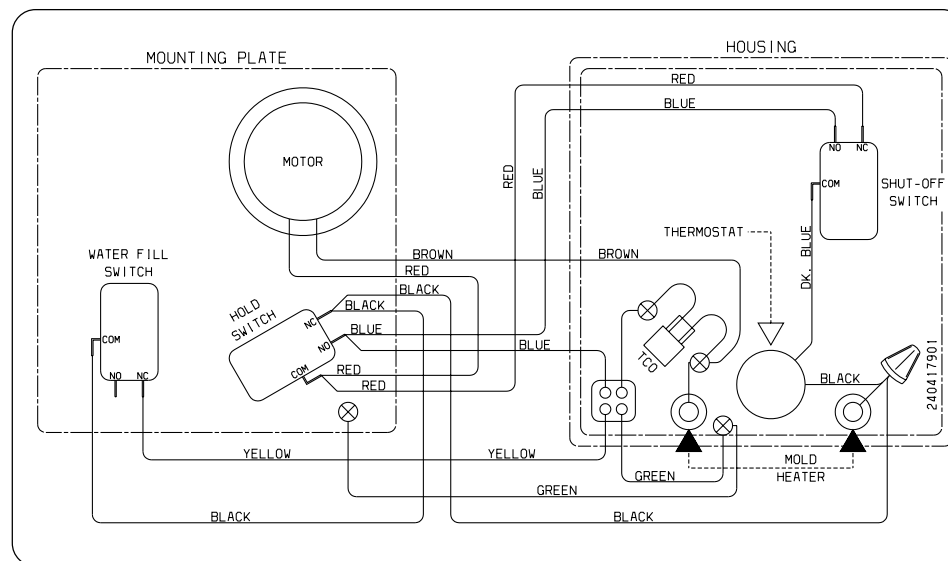 MOUNTING PLATE
HOUSING
RED
BLUE
MOTOR
RED
BLUE
NO
NC
COM
SHUT-OFF
SWITCH
THERMOSTAT
DK. BLUE
WATER FILL
SWITCH
BROWN
BROWN
RED
BLACK
BLACK
HOLD
SWITCH
NC
NO
COM
BLUE
BLUE
RED
RED
COM
NO
NC
TCO
BLACK
240417901
YELLOW
YELLOW
GREEN
GREEN
MOLD
HEATER
BLACK
BLACK